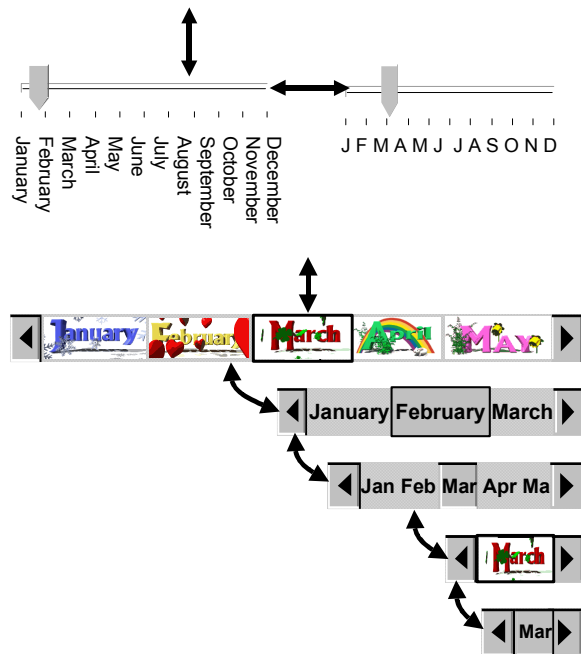 January
February
March
April
May
June
July
August
September
October
November
December
J F M A M J J A S O N D
January February March April May
January February March
Jan Feb Mar Apr Ma
March
Mar